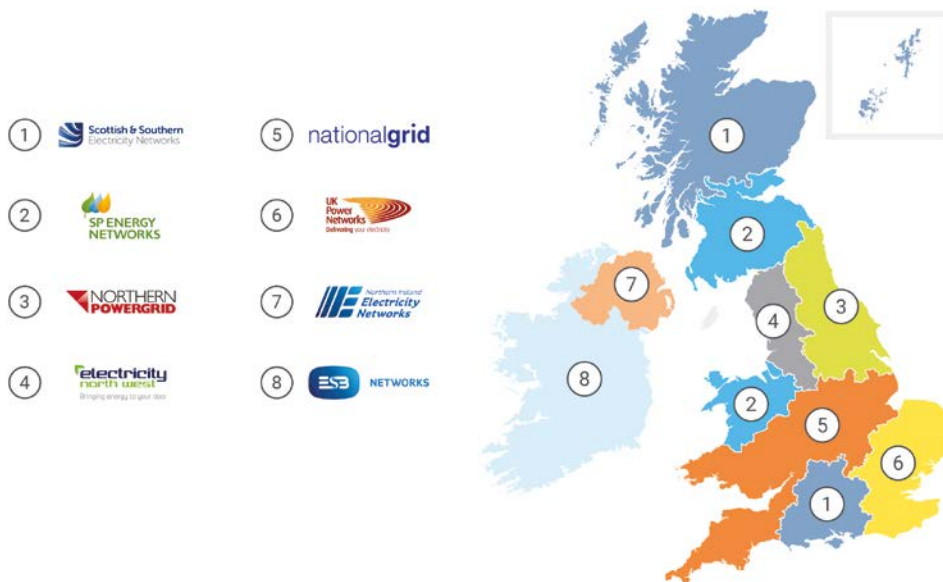 1
Scottish & Southern
Electricity Networks
5
nationalgrid
2
SP ENERGY
NETWORKS
6
UK
Power
Networks
Delivering your electricity
3
NORTHERN
POWERGRID
7
Northern Ireland
Electricity
Networks
4
electricity
north west
Bringing energy to your door
8
ESB
NETWORKS
1
2
7
3
4
8
2
5
6
1